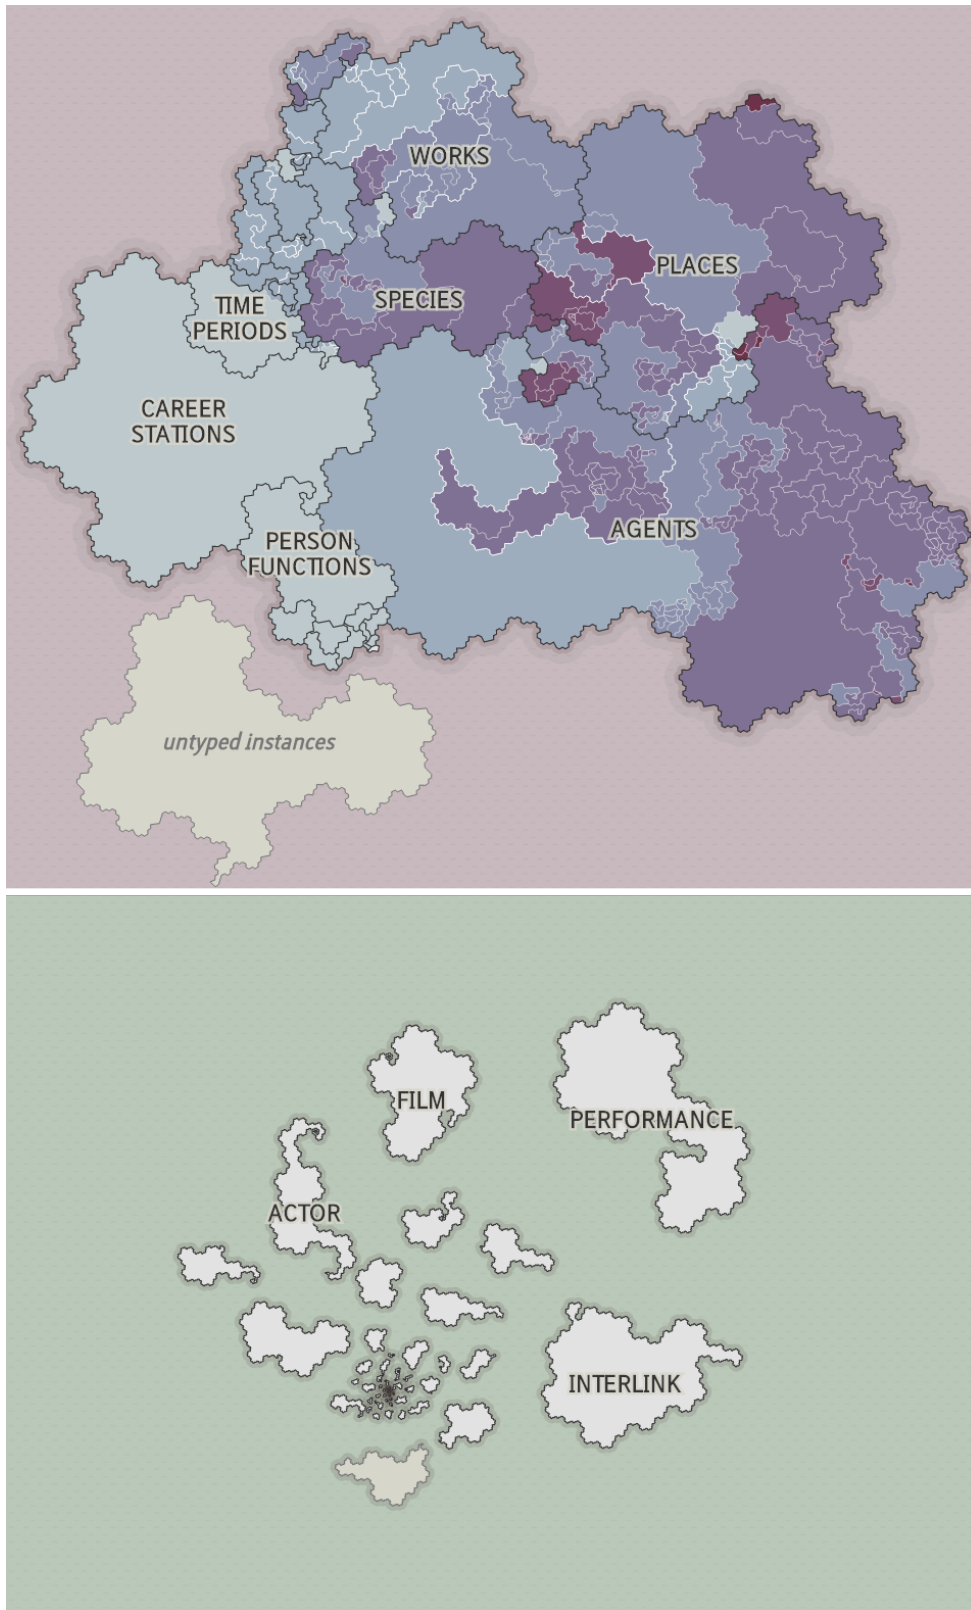 WORKS
PLACES
SPECIES
TIME
PERIODS
CAREER
STATIONS
AGENTS
PERSON
FUNCTIONS
untyped instances
FILM
PERFORMANCE
ACTOR
INTERLINK